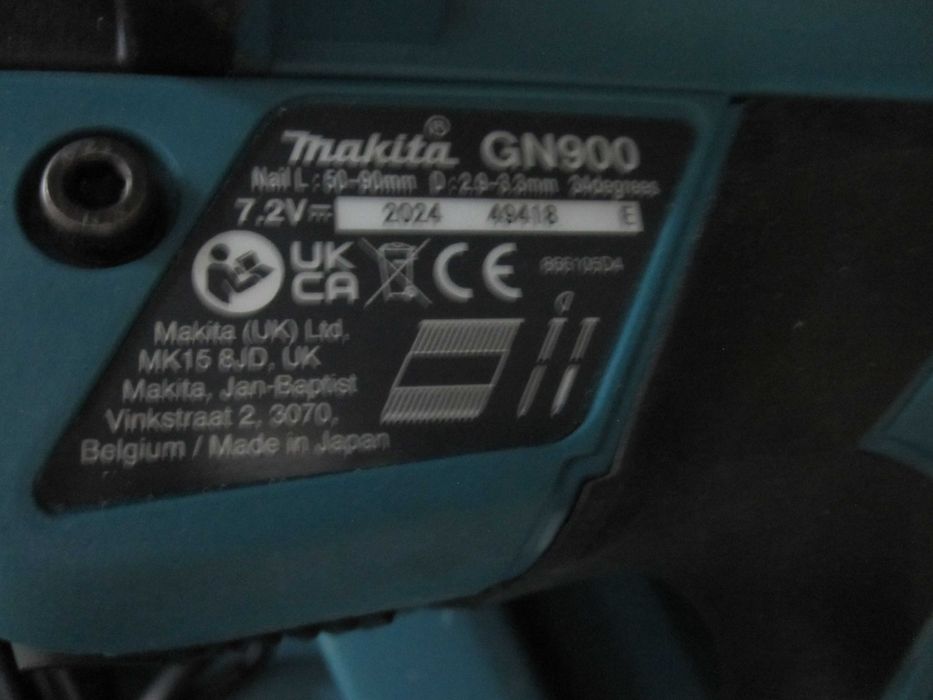 makita® GN900
Nail L : 50-90mm D : 2.9-3.3mm 34degrees
7.2V 2024 49418 E
UK
CA
CE
Makita (UK) Ltd.
MK15 8JD, UK
Makita, Jan-Baptist
Vinkstraat 2, 3070,
Belgium / Made in Japan